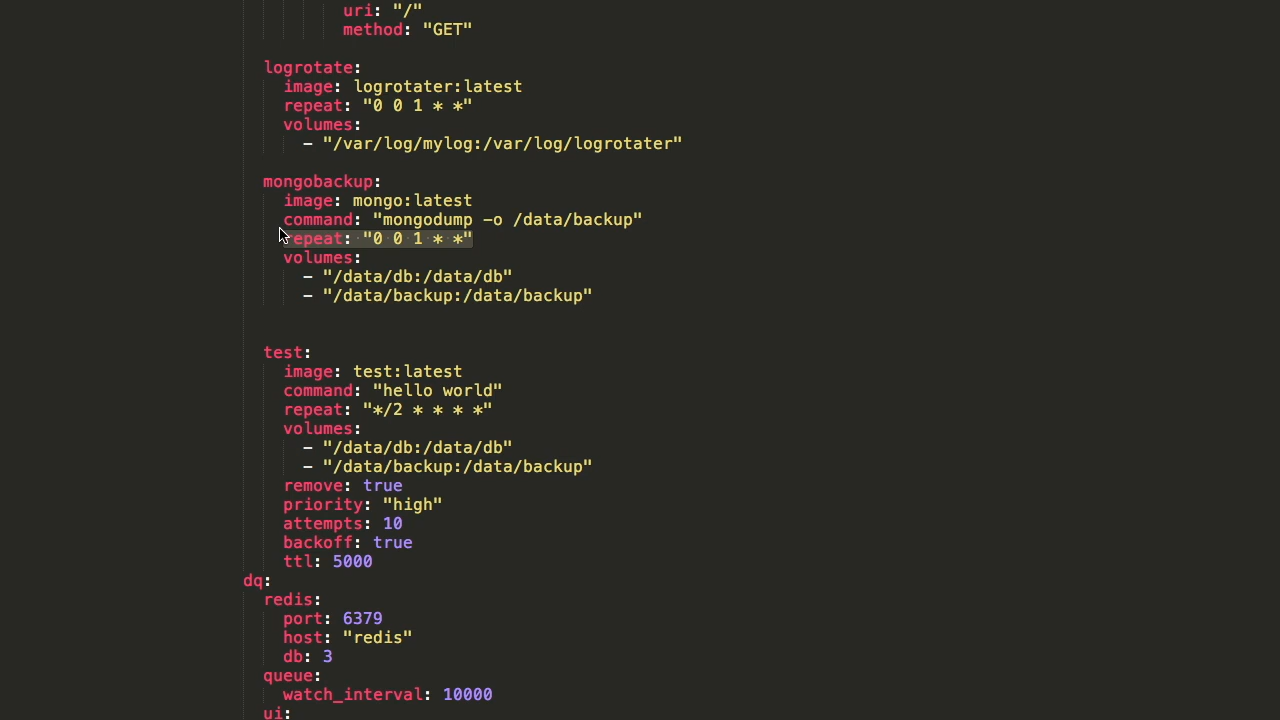 uri: "/"
method: "GET"
logrotate:
image: logrotater:latest
repeat: "0 0 1 * *"
volumes:
- "/var/log/mylog:/var/log/logrotater"
mongobackup:
image: mongo:latest
command: "mongodump -o /data/backup"
repeat: "0 0 1 * *"
volumes:
- "/data/db:/data/db"
- "/data/backup:/data/backup"
test:
image: test:latest
command: "hello world"
repeat: "*/2 * * * *"
volumes:
- "/data/db:/data/db"
- "/data/backup:/data/backup"
remove: true
priority: "high"
attempts: 10
backoff: true
ttl: 5000
dq:
redis:
port: 6379
host: "redis"
db: 3
queue:
watch_interval: 10000
ui: